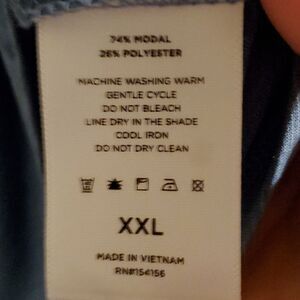 74% MODAL
26% POLYESTER
MACHINE WASHING WARM
GENTLE CYCLE
DO NOT BLEACH
LINE DRY IN THE SHADE
COOL IRON
DO NOT DRY CLEAN
XXL
MADE IN VIETNAM
RN#154156